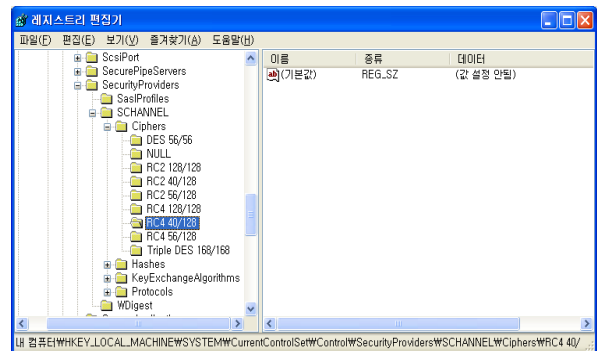 레지스트리 편집기
파일(F) 편집(E) 보기(V) 즐겨찾기(A) 도움말(H)
ScsiPort
SecurePipeServers
SecurityProviders
SaslProfiles
SCHANNEL
Ciphers
DES 56/56
NULL
RC2 128/128
RC2 40/128
RC2 56/128
RC4 128/128
RC4 40/128
RC4 56/128
Triple DES 168/168
Hashes
KeyExchangeAlgorithms
Protocols
WDigest
이름 종류 데이터
ab (기본값) REG_SZ (값 설정 안됨)
내 컴퓨터₩HKEY_LOCAL_MACHINE₩SYSTEM₩CurrentControlSet₩Control₩SecurityProviders₩SCHANNEL₩Ciphers₩RC4 40/